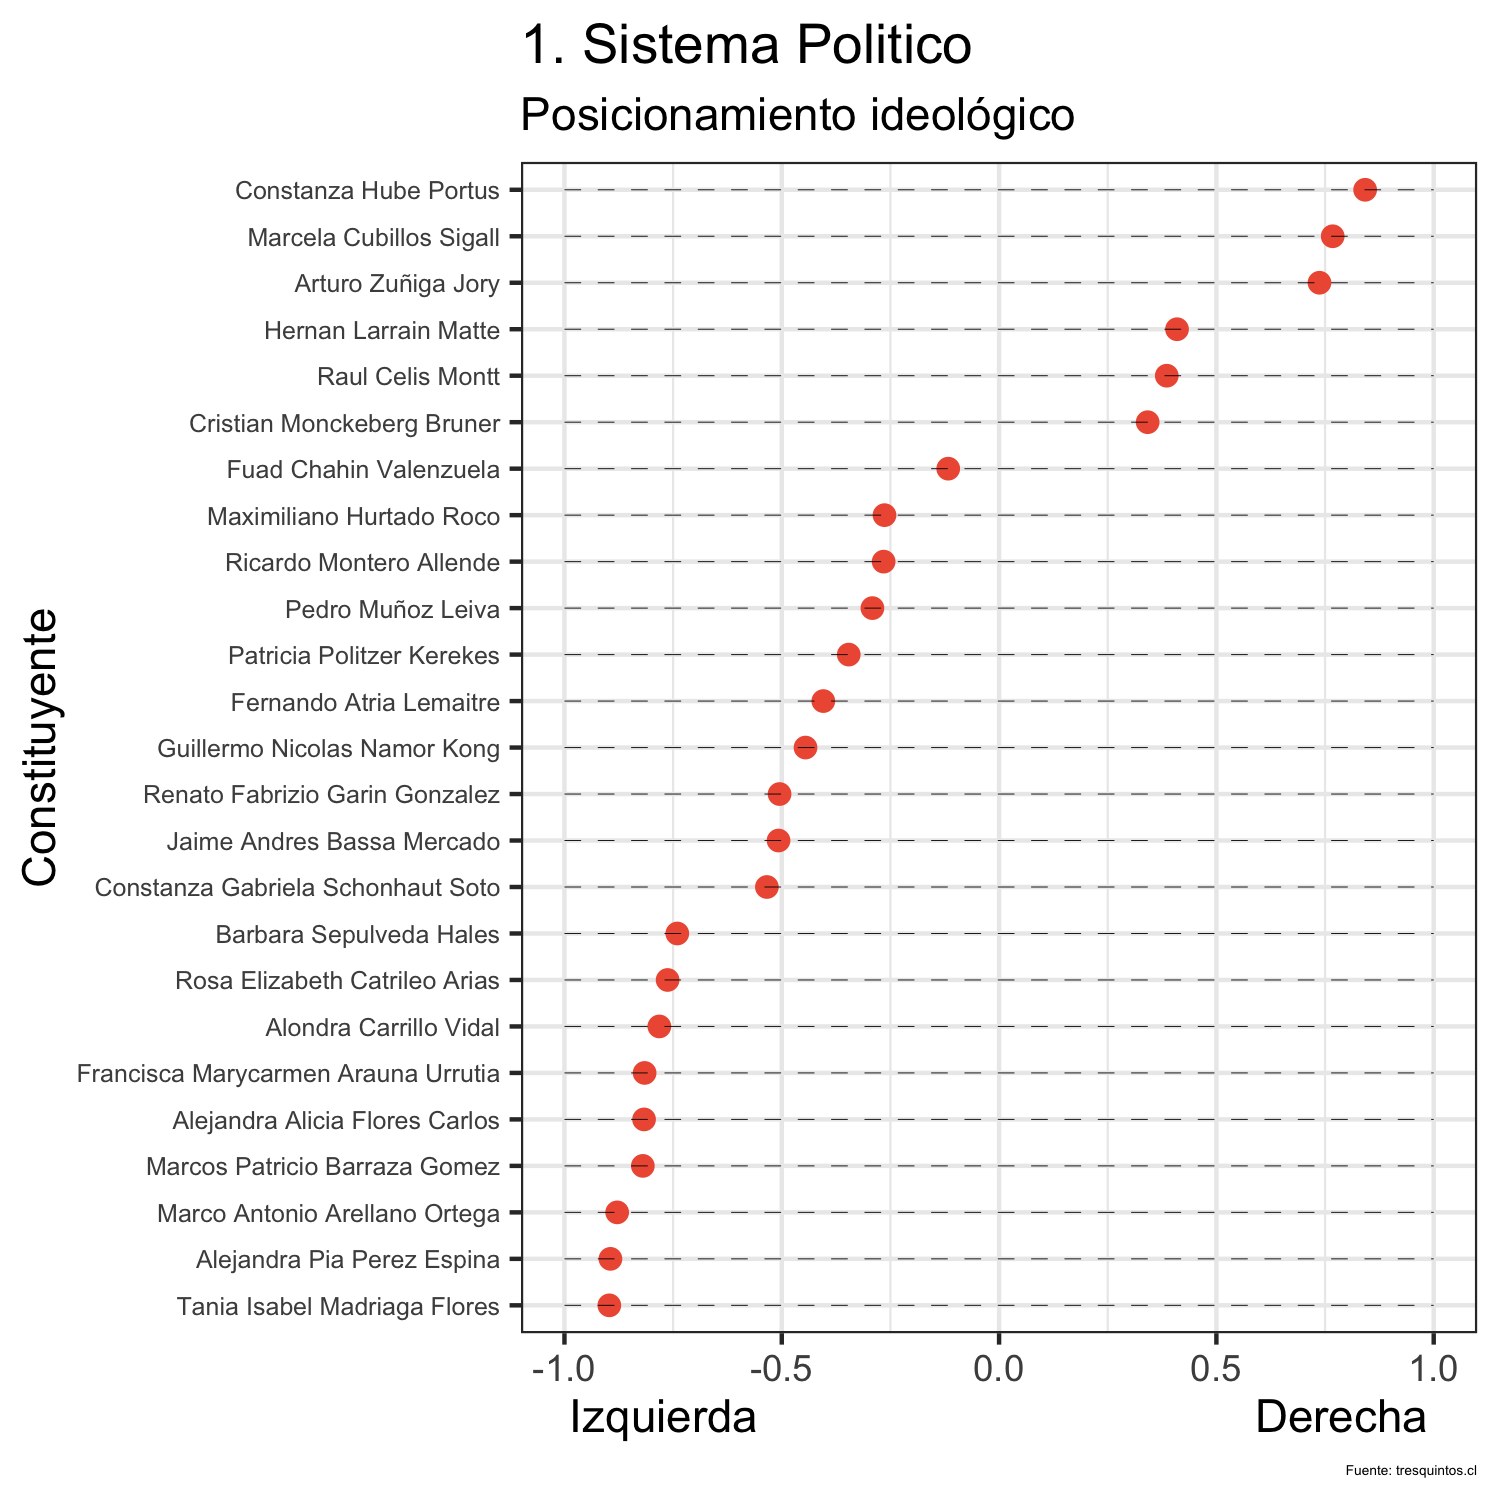 1. Sistema Politico
Posicionamiento ideológico
Constituyente
Constanza Hube Portus
Marcela Cubillos Sigall
Arturo Zuñiga Jory
Hernan Larrain Matte
Raul Celis Montt
Cristian Monckeberg Bruner
Fuad Chahin Valenzuela
Maximiliano Hurtado Roco
Ricardo Montero Allende
Pedro Muñoz Leiva
Patricia Politzer Kerekes
Fernando Atria Lemaitre
Guillermo Nicolas Namor Kong
Renato Fabrizio Garin Gonzalez
Jaime Andres Bassa Mercado
Constanza Gabriela Schonhaut Soto
Barbara Sepulveda Hales
Rosa Elizabeth Catrileo Arias
Alondra Carrillo Vidal
Francisca Marycarmen Arauna Urrutia
Alejandra Alicia Flores Carlos
Marcos Patricio Barraza Gomez
Marco Antonio Arellano Ortega
Alejandra Pia Perez Espina
Tania Isabel Madriaga Flores
-1.0 -0.5 0.0 0.5 1.0
Izquierda Derecha
Fuente: tresquintos.cl